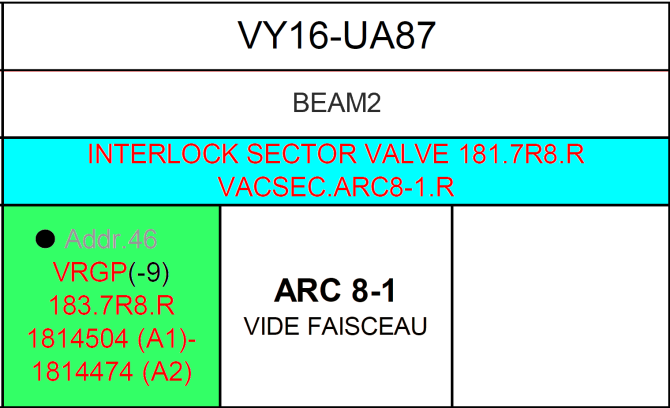 VY16-UA87
BEAM2
INTERLOCK SECTOR VALVE 181.7R8.R
VACSEC.ARC8-1.R
Addr.46
VRGP(-9)
183.7R8.R
1814504 (A1)-
1814474 (A2)
ARC 8-1
VIDE FAISCEAU